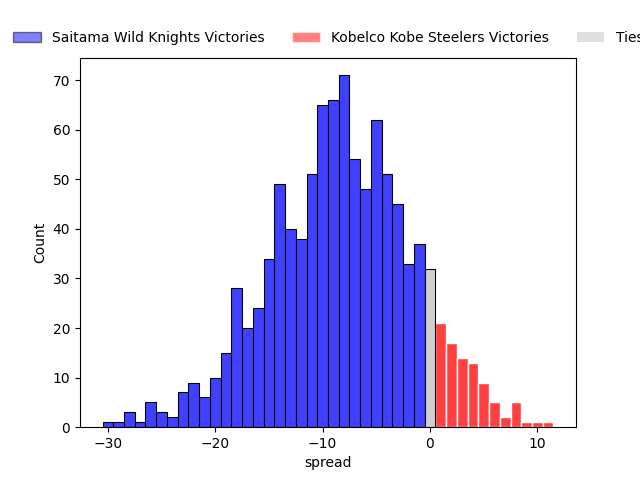 Saitama Wild Knights Victories Kobelco Kobe Steelers Victories Ties
70
60
50
40
30
20
10
0
Count
−30 −20 −10 0 10
spread